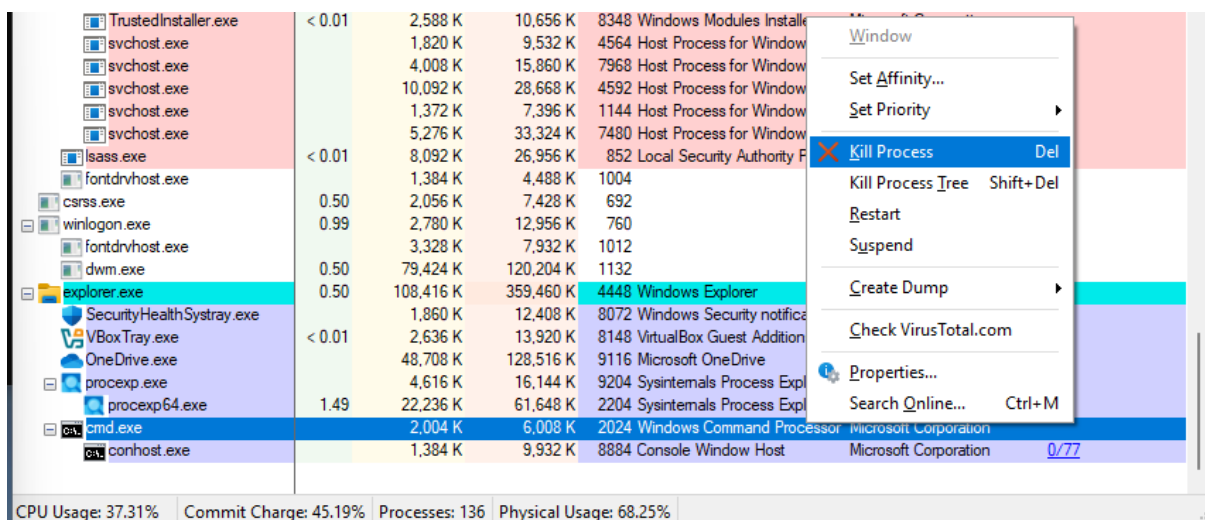 TrustedInstaller.exe < 0.01 2,588 K 10,656 K 8348 Windows Modules Installe
svchost.exe 1,820 K 9,532 K 4564 Host Process for Window
svchost.exe 4,008 K 15,860 K 7968 Host Process for Window
svchost.exe 10,092 K 28,668 K 4592 Host Process for Window
svchost.exe 1,372 K 7,396 K 1144 Host Process for Window
svchost.exe 5,276 K 33,324 K 7480 Host Process for Window
lsass.exe < 0.01 8,092 K 26,956 K 852 Local Security Authority P
fontdrvhost.exe 1,384 K 4,488 K 1004
csrss.exe 0.50 2,056 K 7,428 K 692
winlogon.exe 0.99 2,780 K 12,956 K 760
fontdrvhost.exe 3,328 K 7,932 K 1012
dwm.exe 0.50 79,424 K 120,204 K 1132
explorer.exe 0.50 108,416 K 359,460 K 4448 Windows Explorer
SecurityHealthSystray.exe 1,860 K 12,408 K 8072 Windows Security notifica
VBoxTray.exe < 0.01 2,636 K 13,920 K 8148 VirtualBox Guest Addition
OneDrive.exe 48,708 K 128,516 K 9116 Microsoft OneDrive
procexp.exe 4,616 K 16,144 K 9204 Sysinternals Process Expl
procexp64.exe 1.49 22,236 K 61,648 K 2204 Sysinternals Process Expl
cmd.exe 2,004 K 6,008 K 2024 Windows Command Processor Microsoft Corporation
conhost.exe 1,384 K 9,932 K 8884 Console Window Host Microsoft Corporation 0/77
Window
Set Affinity...
Set Priority
Kill Process Del
Kill Process Tree Shift+Del
Restart
Suspend
Create Dump
Check VirusTotal.com
Properties...
Search Online... Ctrl+M
CPU Usage: 37.31% Commit Charge: 45.19% Processes: 136 Physical Usage: 68.25%